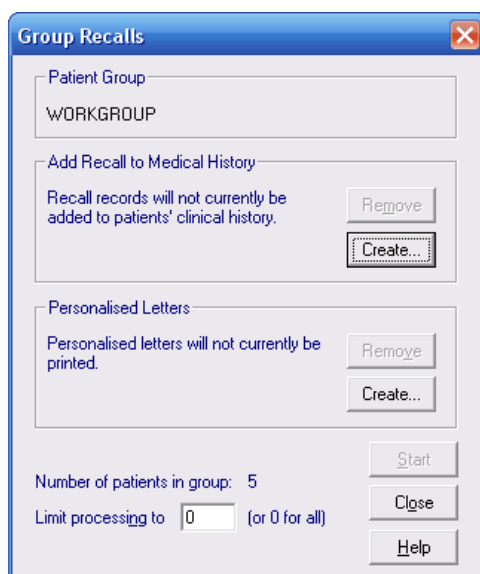 Group Recalls
Patient Group
WORKGROUP
Add Recall to Medical History
Recall records will not currently be
added to patients' clinical history.
Remove
Create...
Personalised Letters
Personalised letters will not currently be
printed.
Remove
Create...
Start
Number of patients in group: 5
Close
Limit processing to 0 (or 0 for all)
Help